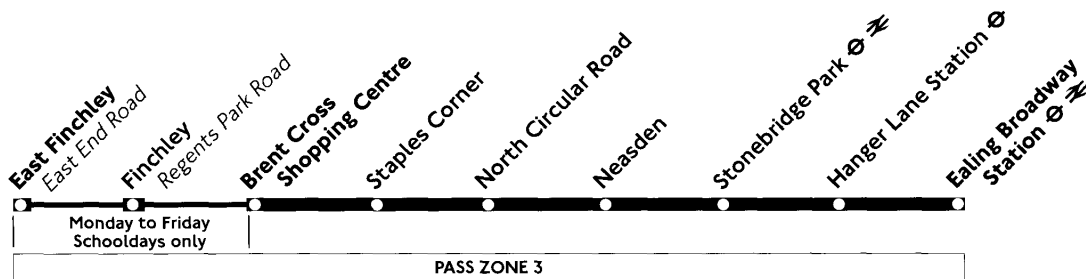 East Finchley
East End Road
Finchley
Regents Park Road
Brent Cross
Shopping Centre
Staples Corner
North Circular Road
Neasden
Stonebridge Park
Hanger Lane Station
Ealing Broadway
Station
Monday to Friday
Schooldays only
PASS ZONE 3